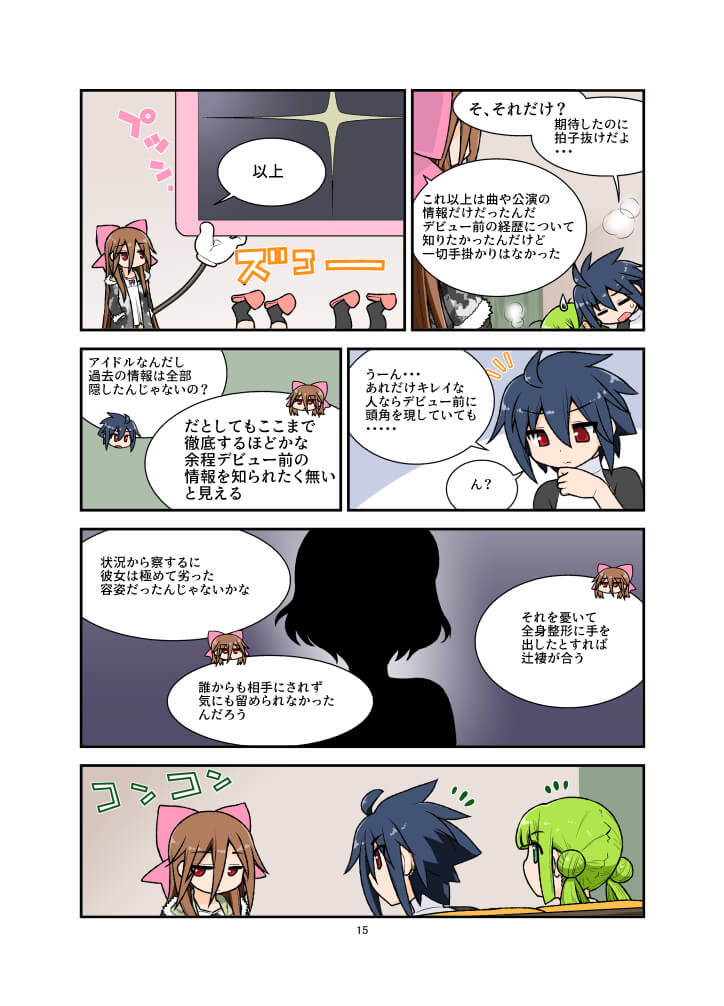 以上
ズコー
そ、それだけ？
期待したのに
拍子抜けだよ
・・・
これ以上は曲や公演の
情報だけだったんだ
デビュー前の経歴について
知りたかったんだけど
一切手掛かりはなかった
アイドルなんだし
過去の情報は全部
隠したんじゃないの？
だとしてもここまで
徹底するほどかな
余程デビュー前の
情報を知られたく無い
と見える
うーん・・・
あれだけキレイな
人ならデビュー前に
頭角を現していても
・・・・・
ん？
状況から察するに
彼女は極めて劣った
容姿だったんじゃないかな
誰からも相手にされず
気にも留められなかった
んだろう
それを憂いて
全身整形に手を
出したとすれば
辻褄が合う
コンコン
15